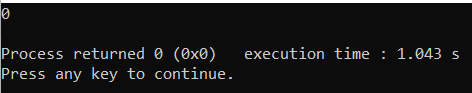 0
Process returned 0 (0x0)   execution time : 1.043 s
Press any key to continue.